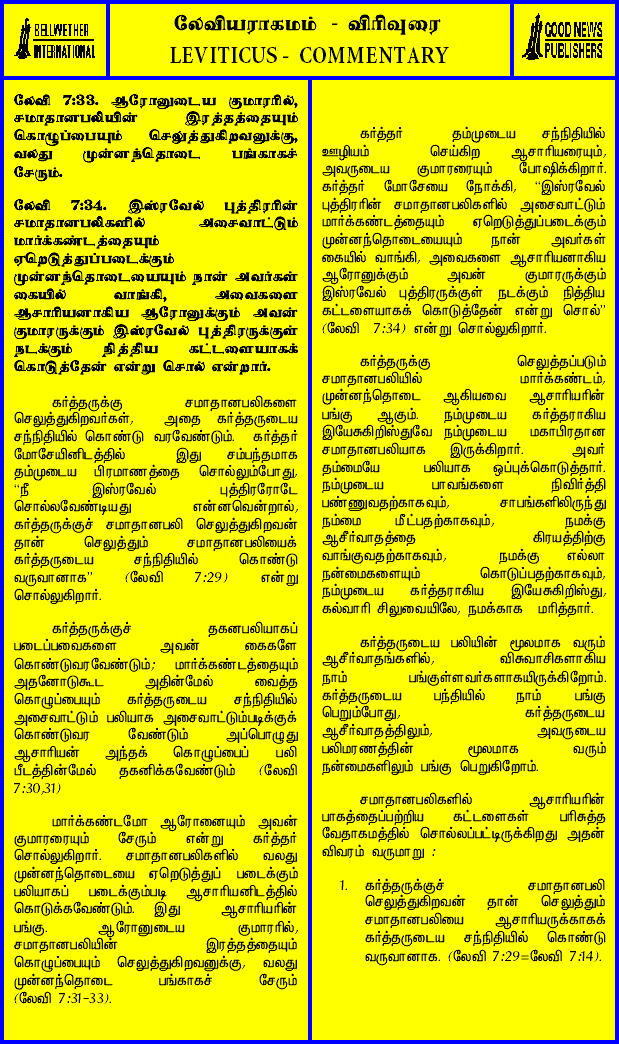 BELLWETHER
INTERNATIONAL
லேவியராகமம் - விரிவுரை
LEVITICUS - COMMENTARY
GOOD NEWS
PUBLISHERS
லேவி 7:33. ஆரோனுடைய குமாரரில்,
சமாதானபலியின் இரத்தத்தையும்
கொழுப்பையும் செலுத்துகிறவனுக்கு,
வலது முன்னந்தொடை பங்காகச்
சேரும்.
லேவி 7:34. இஸ்ரவேல் புத்திரரின்
சமாதானபலிகளில் அசைவாட்டும்
மார்க்கண்டத்தையும்
ஏறெடுத்துப்படைக்கும்
முன்னந்தொடையையும் நான் அவர்கள்
கையில் வாங்கி, அவைகளை
ஆசாரியனாகிய ஆரோனுக்கும் அவன்
குமாரருக்கும் இஸ்ரவேல் புத்திரருக்குள்
நடக்கும் நித்திய கட்டளையாகக்
கொடுத்தேன் என்று சொல் என்றார்.
கர்த்தருக்கு சமாதானபலிகளை
செலுத்துகிறவர்கள், அதை கர்த்தருடைய
சந்நிதியில் கொண்டு வரவேண்டும். கர்த்தர்
மோசேயினிடத்தில் இது சம்பந்தமாக
தம்முடைய பிரமாணத்தை சொல்லும்போது,
“நீ இஸ்ரவேல் புத்திரரோடே
சொல்லவேண்டியது என்னவென்றால்,
கர்த்தருக்குச் சமாதானபலி செலுத்துகிறவன்
தான் செலுத்தும் சமாதானபலியைக்
கர்த்தருடைய சந்நிதியில் கொண்டு
வருவானாக” (லேவி 7:29) என்று
சொல்லுகிறார்.
கர்த்தருக்குச் தகனபலியாகப்
படைப்பவைகளை அவன் கைகளே
கொண்டுவரவேண்டும்; மார்க்கண்டத்தையும்
அதனோடுகூட அதின்மேல் வைத்த
கொழுப்பையும் கர்த்தருடைய சந்நிதியில்
அசைவாட்டும் பலியாக அசைவாட்டும்படிக்குக்
கொண்டுவர வேண்டும் அப்பொழுது
ஆசாரியன் அந்தக் கொழுப்பைப் பலி
பீடத்தின்மேல் தகனிக்கவேண்டும் (லேவி
7:30,31)
மார்க்கண்டமோ ஆரோனையும் அவன்
குமாரரையும் சேரும் என்று கர்த்தர்
சொல்லுகிறார். சமாதானபலிகளில் வலது
முன்னந்தொடையை ஏறெடுத்துப் படைக்கும்
பலியாகப் படைக்கும்படி ஆசாரியனிடத்தில்
கொடுக்கவேண்டும். இது ஆசாரியரின்
பங்கு. ஆரோனுடைய குமாரரில்,
சமாதானபலியின் இரத்தத்தையும்
கொழுப்பையும் செலுத்துகிறவனுக்கு, வலது
முன்னந்தொடை பங்காகச் சேரும்
(லேவி 7:31-33).
கர்த்தர் தம்முடைய சந்நிதியில்
ஊழியம் செய்கிற ஆசாரியரையும்,
அவருடைய குமாரரையும் போஷிக்கிறார்.
கர்த்தர் மோசேயை நோக்கி, “இஸ்ரவேல்
புத்திரரின் சமாதானபலிகளில் அசைவாட்டும்
மார்க்கண்டத்தையும் ஏறெடுத்துப்படைக்கும்
முன்னந்தொடையையும் நான் அவர்கள்
கையில் வாங்கி, அவைகளை ஆசாரியனாகிய
ஆரோனுக்கும் அவன் குமாரருக்கும்
இஸ்ரவேல் புத்திரருக்குள் நடக்கும் நித்திய
கட்டளையாகக் கொடுத்தேன் என்று சொல்”
(லேவி 7:34) என்று சொல்லுகிறார்.
கர்த்தருக்கு செலுத்தப்படும்
சமாதானபலியில் மார்க்கண்டம்,
முன்னந்தொடை ஆகியவை ஆசாரியரின்
பங்கு ஆகும். நம்முடைய கர்த்தராகிய
இயேசுகிறிஸ்துவே நம்முடைய மகாபிரதான
சமாதானபலியாக இருக்கிறார். அவர்
தம்மையே பலியாக ஒப்புக்கொடுத்தார்.
நம்முடைய பாவங்களை நிவிர்த்தி
பண்ணுவதற்காகவும், சாபங்களிலிருந்து
நம்மை மீட்பதற்காகவும், நமக்கு
ஆசீர்வாதத்தை கிரயத்திற்கு
வாங்குவதற்காகவும், நமக்கு எல்லா
நன்மைகளையும் கொடுப்பதற்காகவும்,
நம்முடைய கர்த்தராகிய இயேசுகிறிஸ்து,
கல்வாரி சிலுவையிலே, நமக்காக மரித்தார்.
கர்த்தருடைய பலியின் மூலமாக வரும்
ஆசீர்வாதங்களில், விசுவாசிகளாகிய
நாம் பங்குள்ளவர்களாகயிருக்கிறோம்.
கர்த்தருடைய பந்தியில் நாம் பங்கு
பெறும்போது, கர்த்தருடைய
ஆசீர்வாதத்திலும், அவருடைய
பலிமரணத்தின் மூலமாக வரும்
நன்மைகளிலும் பங்கு பெறுகிறோம்.
சமாதானபலிகளில் ஆசாரியரின்
பாகத்தைப்பற்றிய கட்டளைகள் பரிசுத்த
வேதாகமத்தில் சொல்லப்பட்டிருக்கிறது அதன்
விவரம் வருமாறு :
1. கர்த்தருக்குச் சமாதானபலி
செலுத்துகிறவன் தான் செலுத்தும்
சமாதானபலியை ஆசாரியருக்காகக்
கர்த்தருடைய சந்நிதியில் கொண்டு
வருவானாக. (லேவி 7:29=லேவி 7:14).